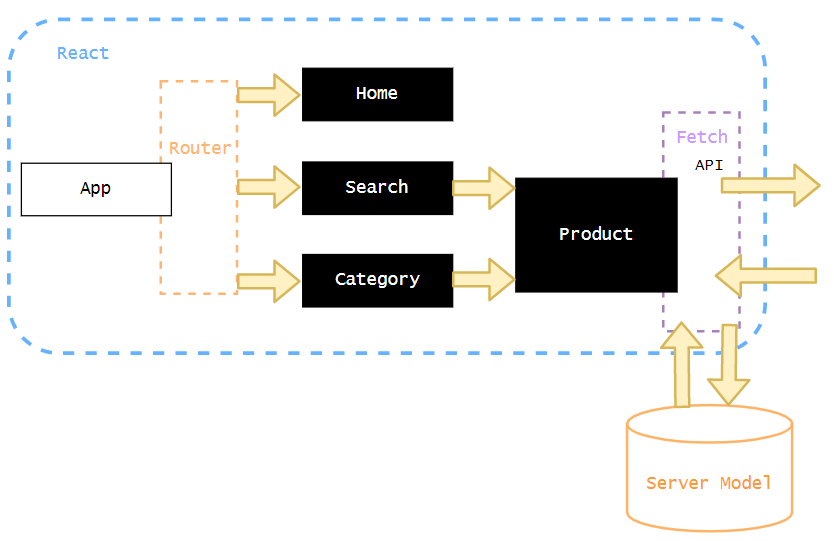 React
Home
Router
Fetch
API
App
Search
Product
Category
Server Model